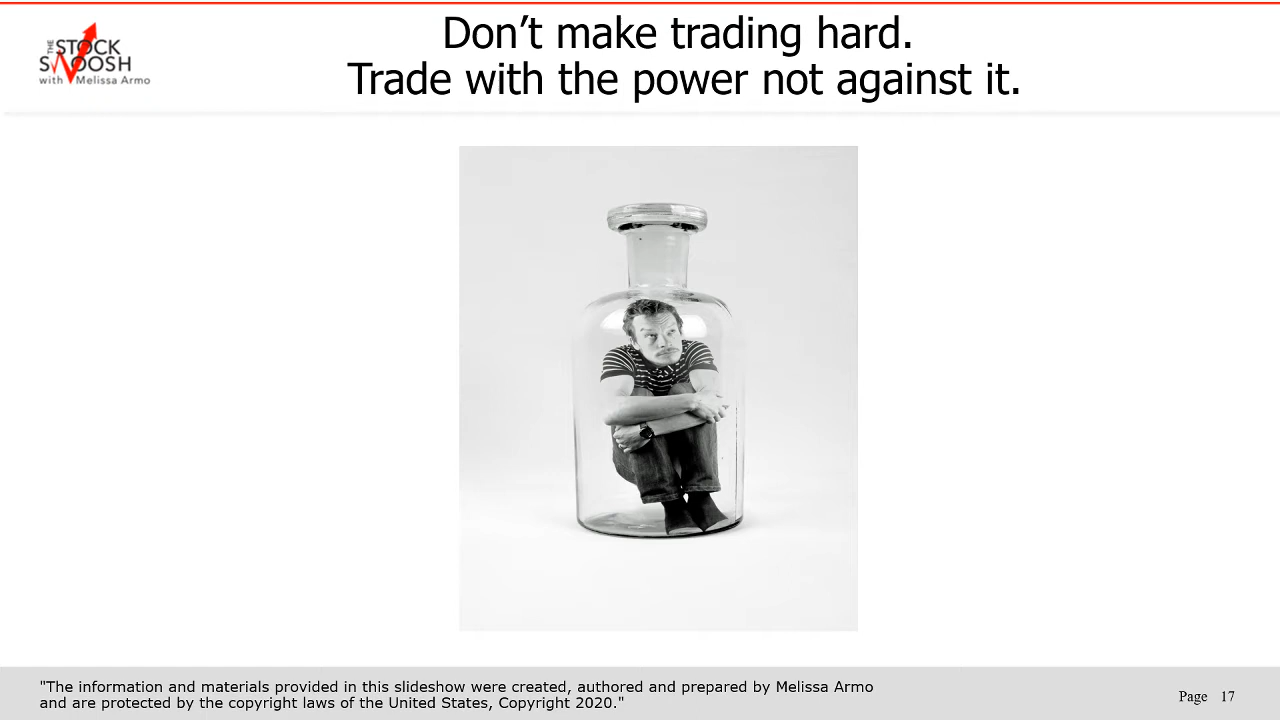 THE
STOCK
SWOOSH
with Melissa Armo
Don’t make trading hard.
Trade with the power not against it.
"The information and materials provided in this slideshow were created, authored and prepared by Melissa Armo
and are protected by the copyright laws of the United States, Copyright 2020."
Page 17